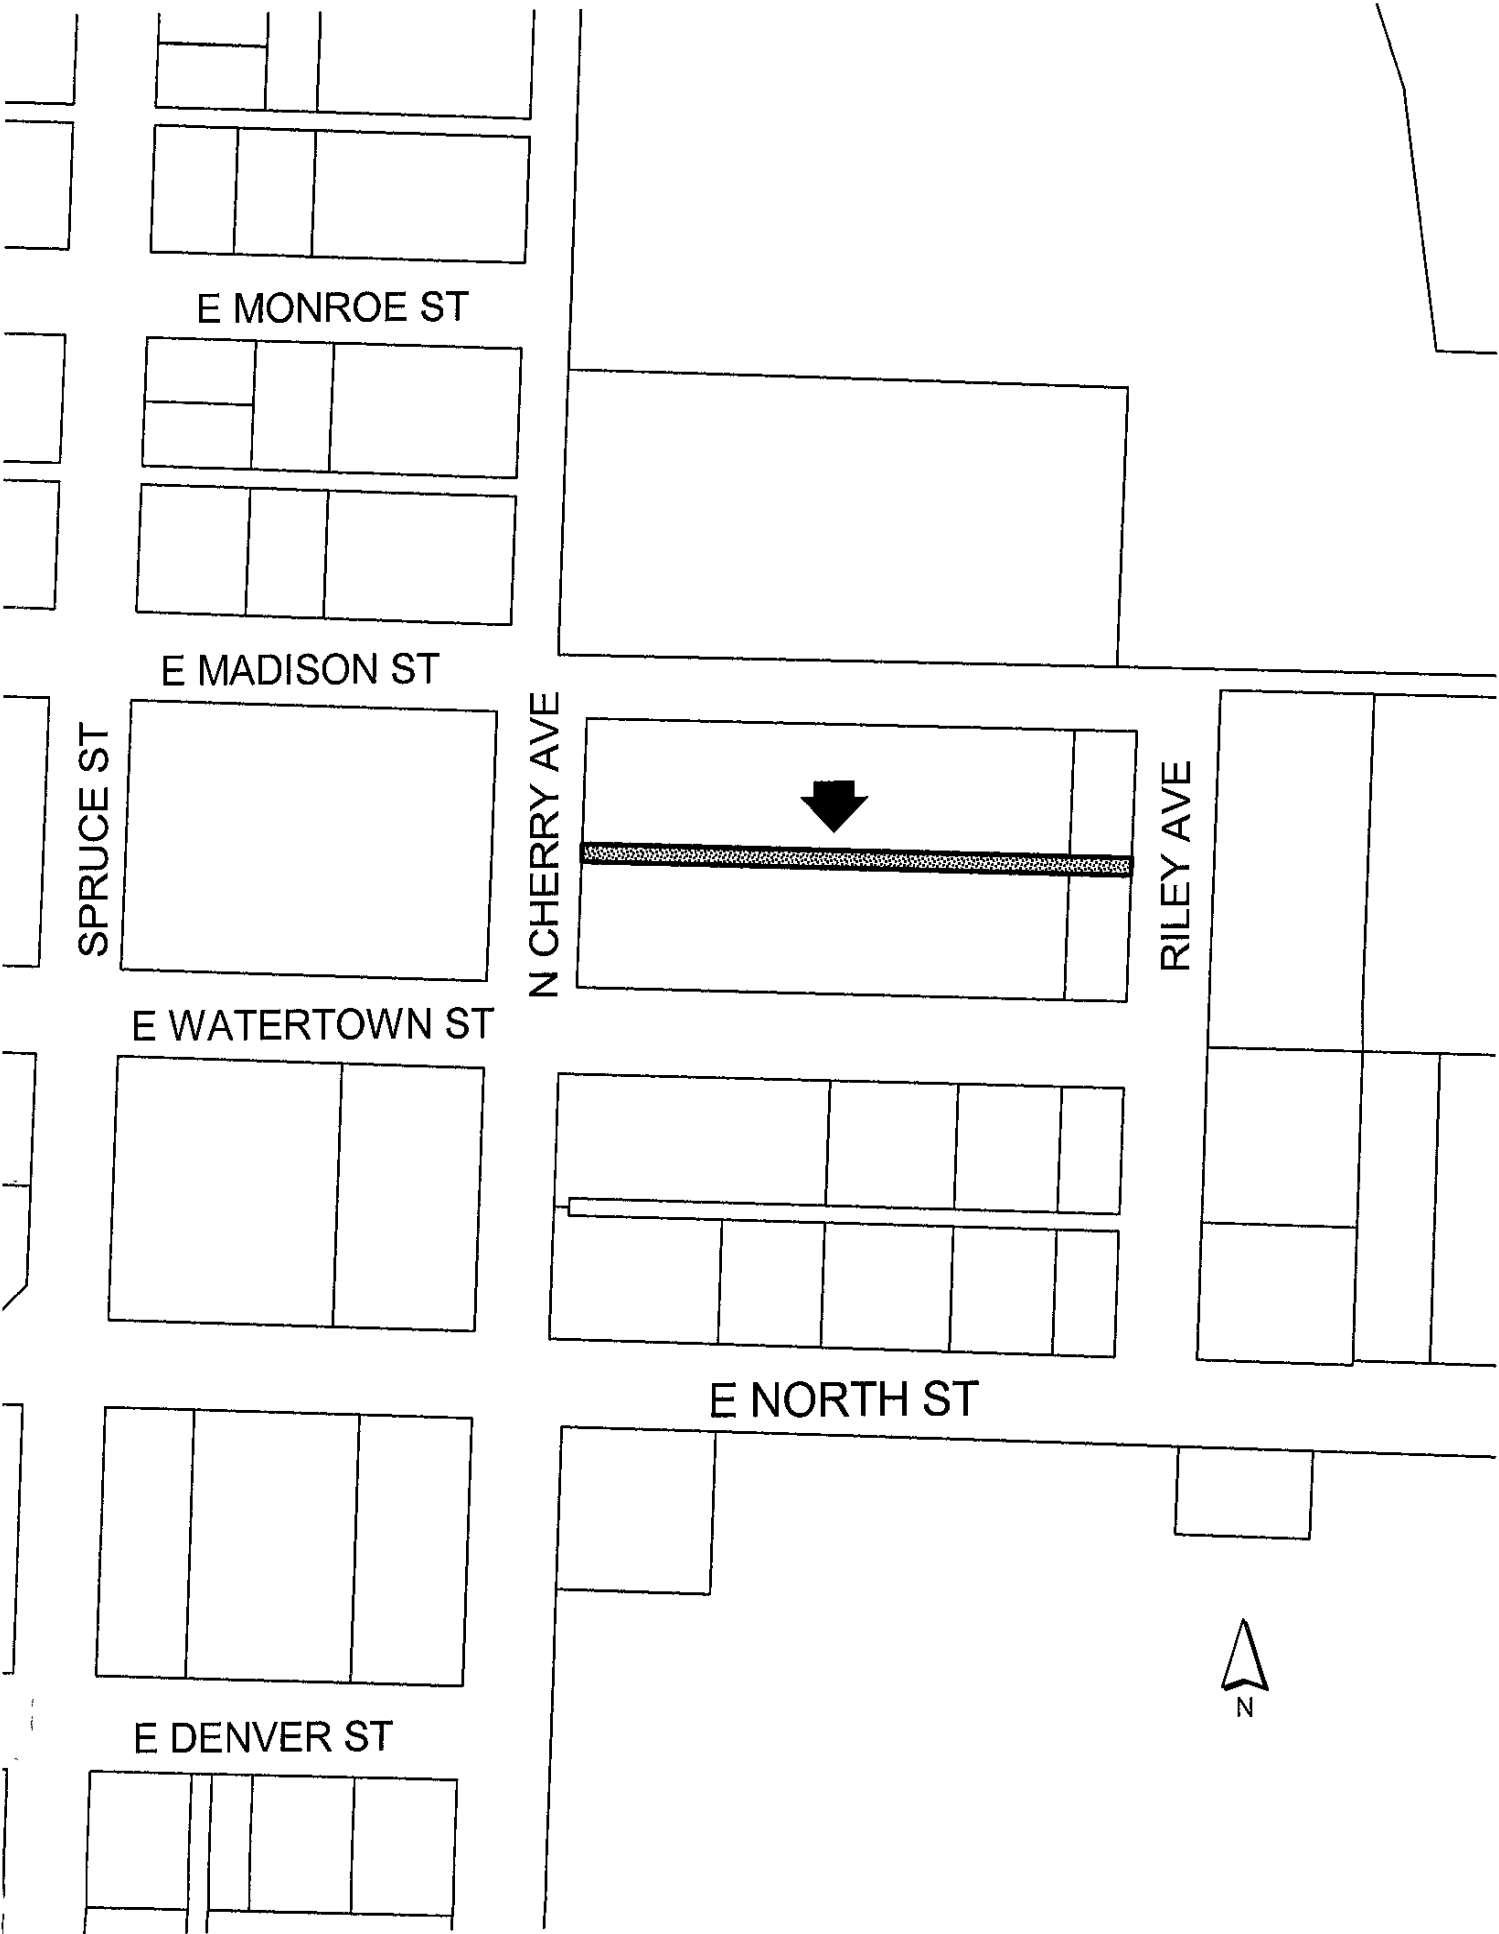 E MONROE ST
E MADISON ST
SPRUCE ST
N CHERRY AVE
RILEY AVE
E WATERTOWN ST
E NORTH ST
N
E DENVER ST